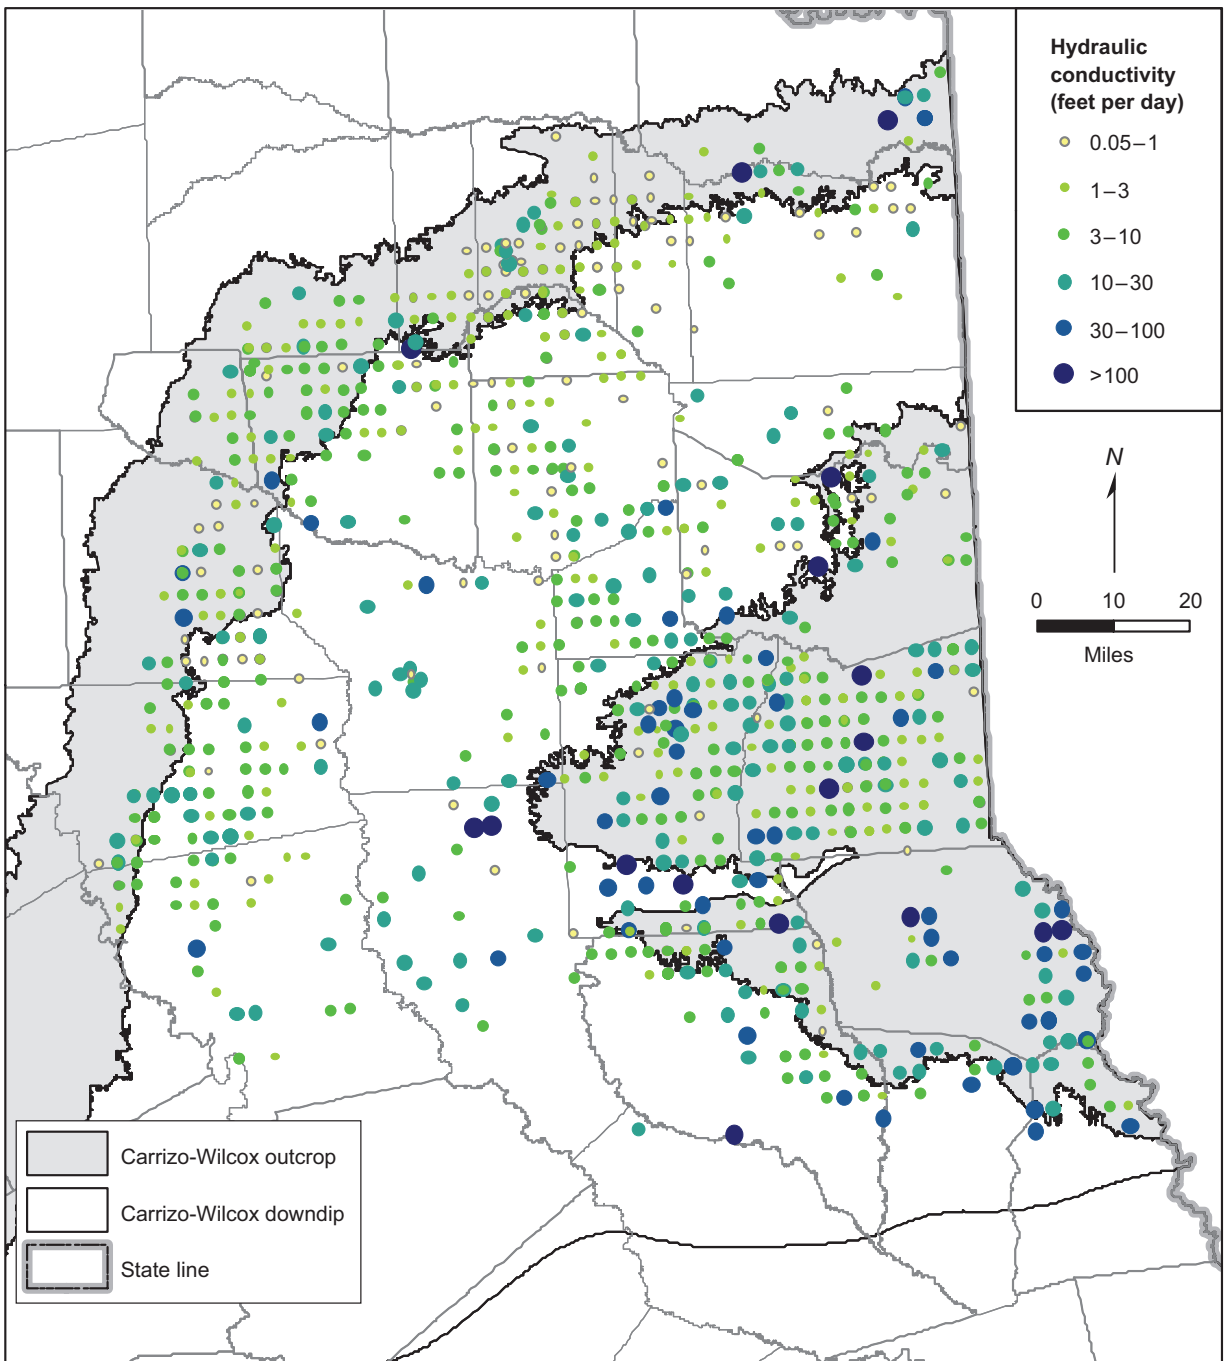 Hydraulic
conductivity
(feet per day)
0.05–1
1–3
3–10
10–30
30–100
>100
N
0 10 20
Miles
Carrizo-Wilcox outcrop
Carrizo-Wilcox downdip
State line